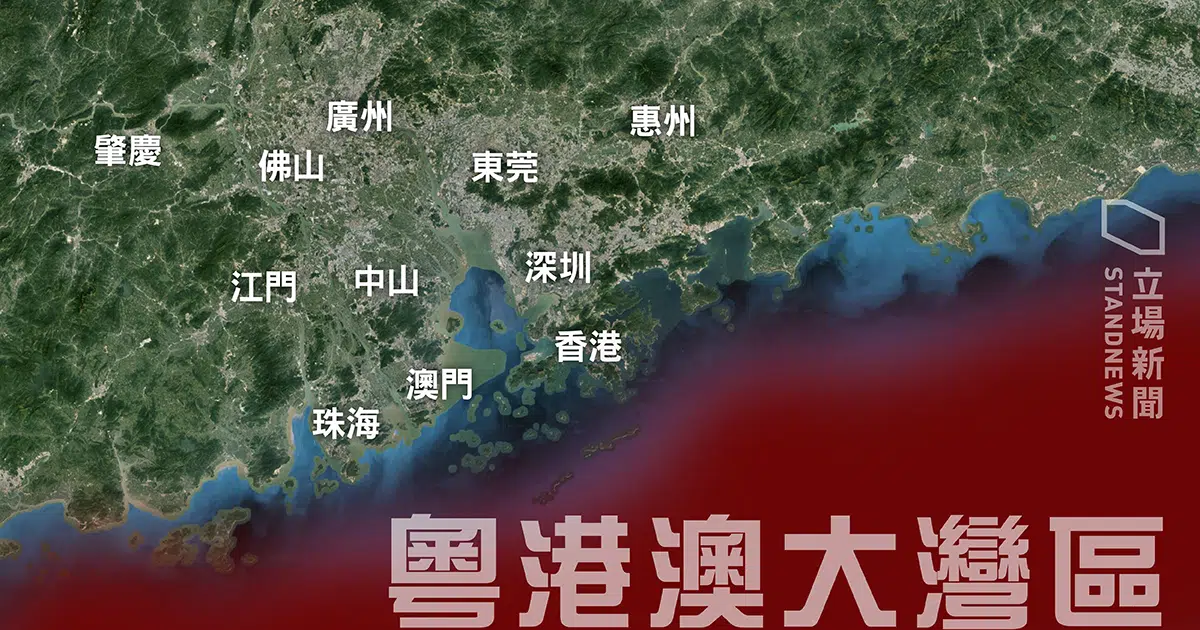 廣州
惠州
肇慶
佛山
東莞
深圳
江門
中山
香港
澳門
珠海
立場新聞
STANDNEWS
粵港澳大灣區